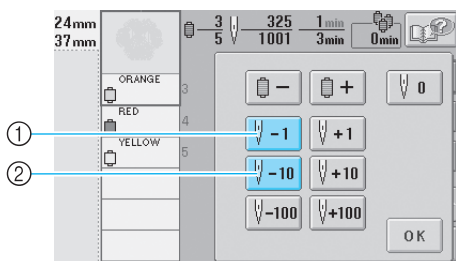 24mm 3/5 325/1001 1min/3min 0min
37mm
ORANGE 3
RED 4
YELLOW 5
− + 0
① -1 +1
② -10 +10
-100 +100
OK